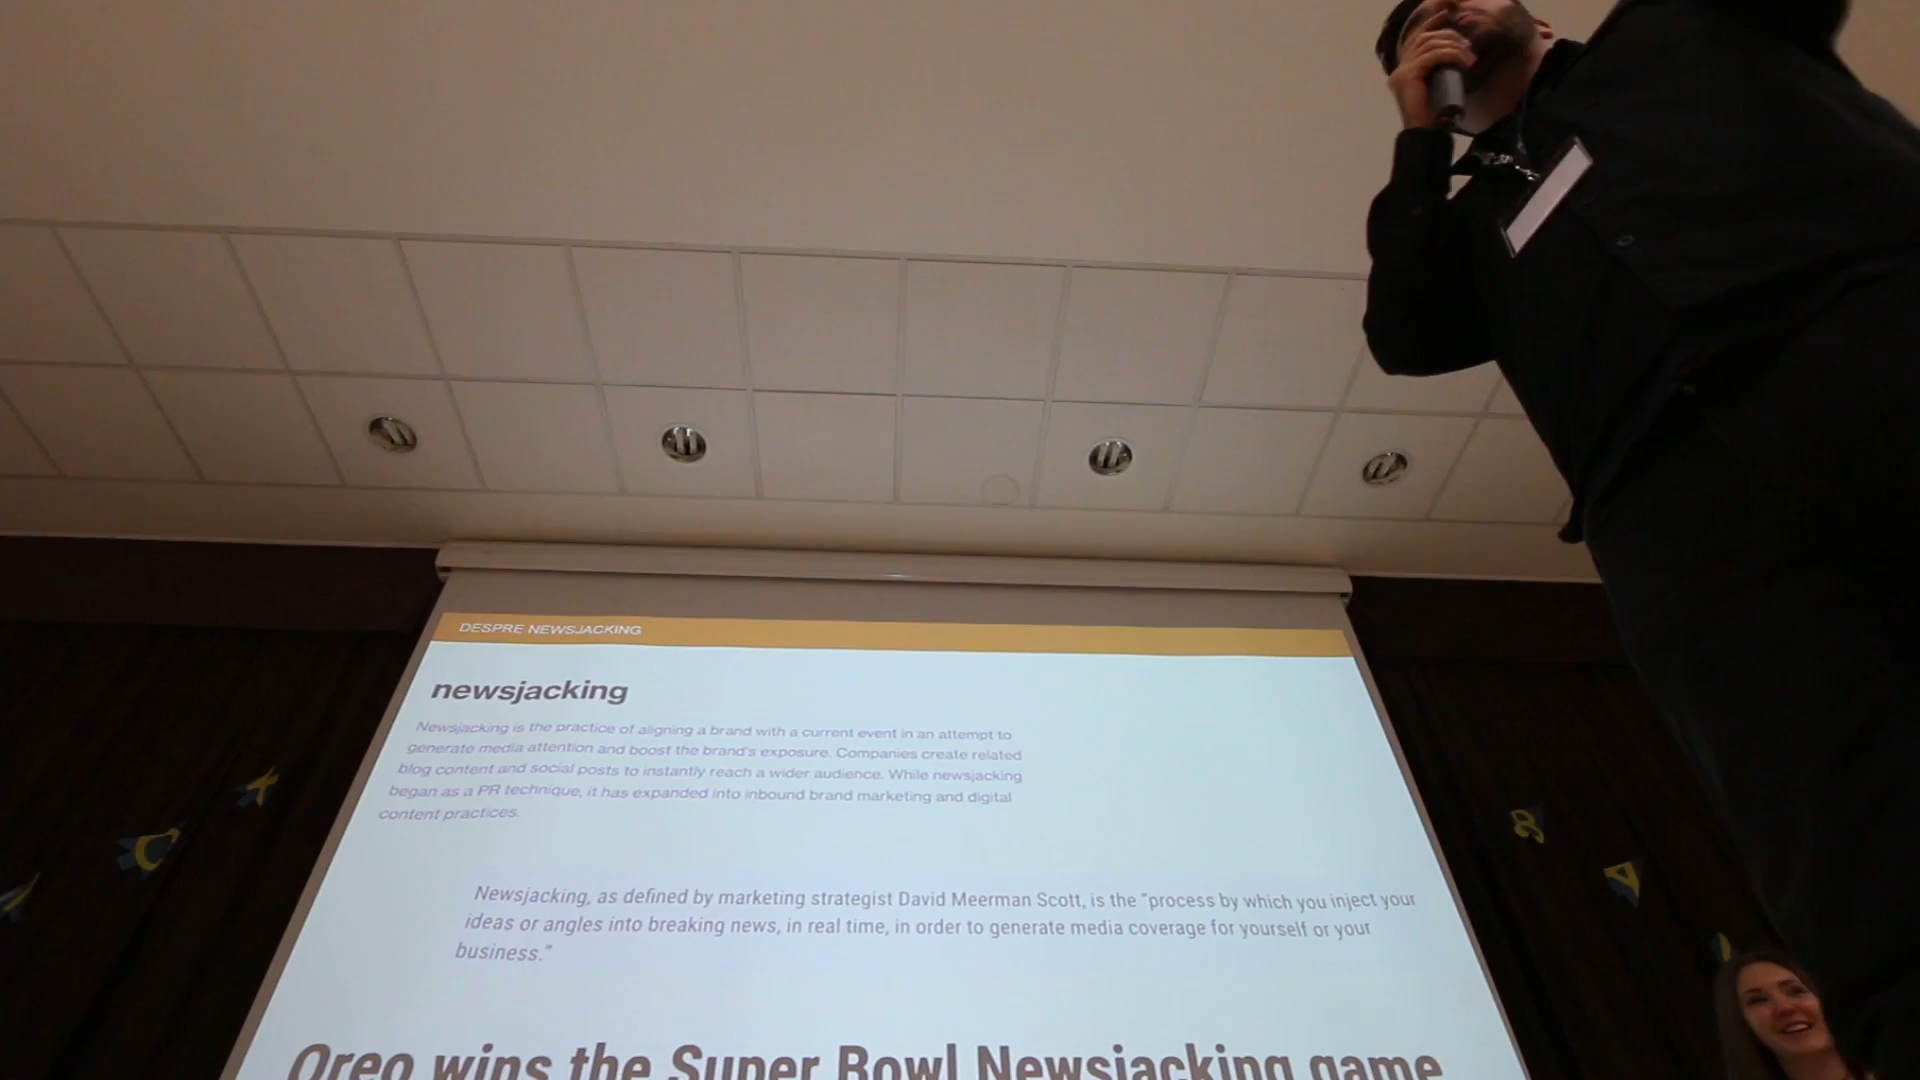 DESPRE NEWSJACKING
newsjacking
Newsjacking is the practice of aligning a brand with a current event in an attempt to
generate media attention and boost the brand's exposure. Companies create related
blog content and social posts to instantly reach a wider audience. While newsjacking
began as a PR technique, it has expanded into inbound brand marketing and digital
content practices.
Newsjacking, as defined by marketing strategist David Meerman Scott, is the "process by which you inject your
ideas or angles into breaking news, in real time, in order to generate media coverage for yourself or your
business."
Oreo wins the Super Bowl Newsjacking game